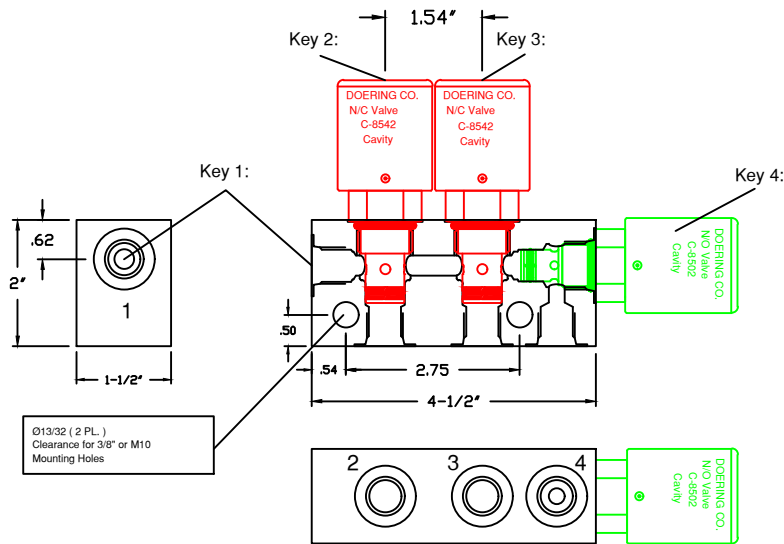 1.54"
Key 2:
Key 3:
DOERING CO.
N/C Valve
C-8542
Cavity
DOERING CO.
N/C Valve
C-8542
Cavity
Key 1:
Key 4:
.62
2"
1
1-1/2"
DOERING CO.
N/O Valve
C-8502
Cavity
.50
.54
2.75
4-1/2"
Ø13/32 ( 2 PL. )
Clearance for 3/8" or M10
Mounting Holes
2
3
4
DOERING CO.
N/O Valve
C-8502
Cavity